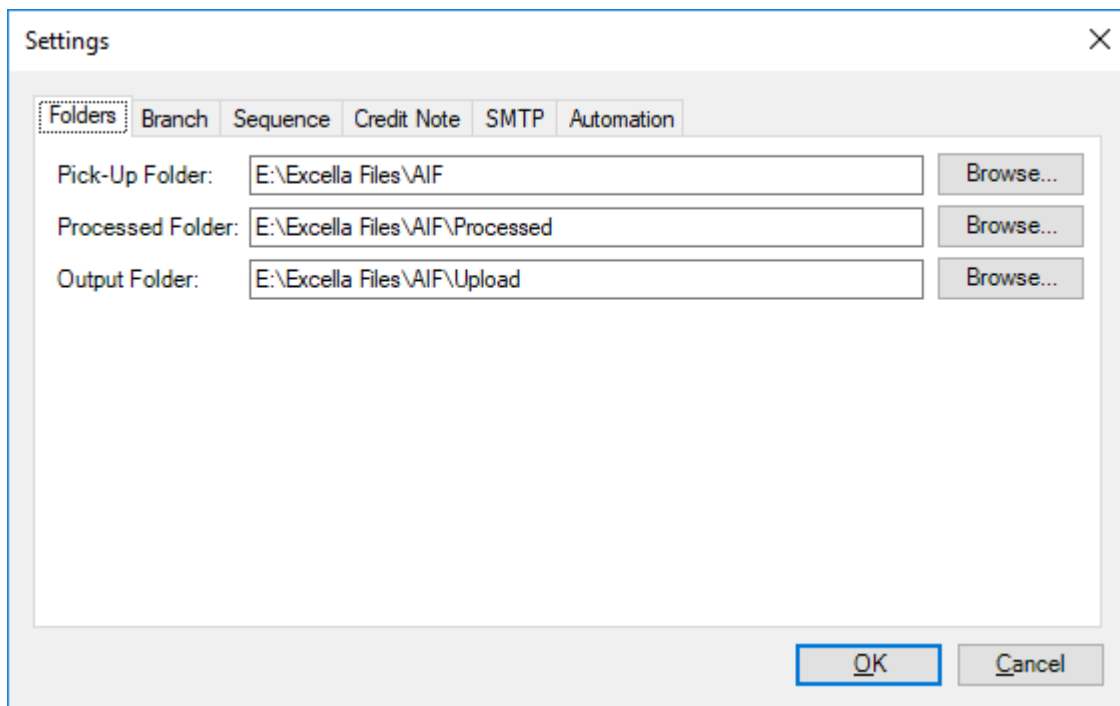 Settings
Folders Branch Sequence Credit Note SMTP Automation
Pick-Up Folder: E:\Excella Files\AIF Browse...
Processed Folder: E:\Excella Files\AIF\Processed Browse...
Output Folder: E:\Excella Files\AIF\Upload Browse...
OK Cancel